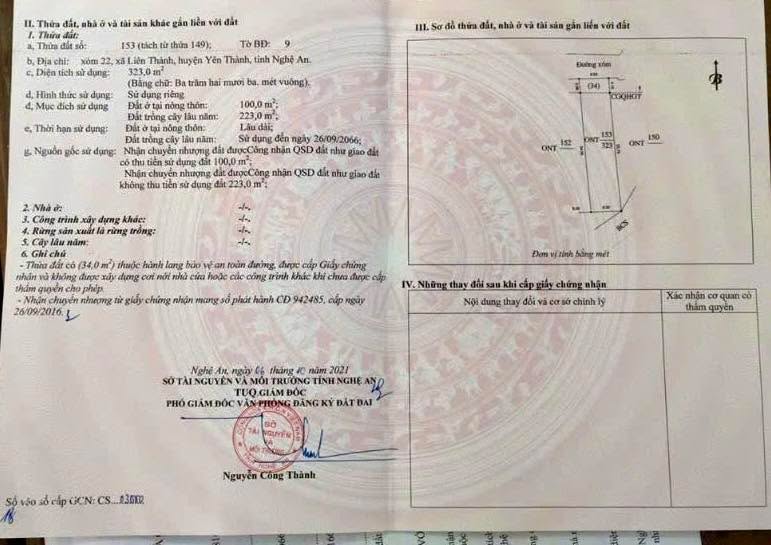 II. Thửa đất, nhà ở và tài sản khác gắn liền với đất
1. Thửa đất:
a, Thửa đất số: 153 (tách từ thửa 149); Tờ BĐ: 9
b, Địa chỉ: xóm 22, xã Liên Thành, huyện Yên Thành, tỉnh Nghệ An.
c, Diện tích sử dụng: 323,0 m²;
(Bằng chữ: Ba trăm hai mươi ba. mét vuông).
d, Hình thức sử dụng: Sử dụng riêng
đ, Mục đích sử dụng Đất ở tại nông thôn: 100,0 m²;
Đất trồng cây lâu năm: 223,0 m²;
e, Thời hạn sử dụng: Đất ở tại nông thôn: Lâu dài;
Đất trồng cây lâu năm: Sử dụng đến ngày 26/09/2066;
g, Nguồn gốc sử dụng: Nhận chuyển nhượng đất đượcCông nhận QSD đất như giao đất
có thu tiền sử dụng đất 100,0 m²;
Nhận chuyển nhượng đất đượcCông nhận QSD đất như giao đất
không thu tiền sử dụng đất 223,0 m²;
2. Nhà ở: -/-.
3. Công trình xây dựng khác: -/-.
4. Rừng sản xuất là rừng trồng: -/-.
5. Cây lâu năm: -/-.
6. Ghi chú
- Thửa đất có (34,0 m²) thuộc hành lang bảo vệ an toàn đường, được cấp Giấy chứng
nhận và không được xây dựng cơi nới nhà cửa hoặc các công trình khác khi chưa được cấp
thẩm quyền cho phép.
- Nhận chuyển nhượng từ giấy chứng nhận mang số phát hành CĐ 942485, cấp ngày
26/09/2016.
Nghệ An, ngày 06 tháng 10 năm 2021
SỞ TÀI NGUYÊN VÀ MÔI TRƯỜNG TỈNH NGHỆ AN
TUQ.GIÁM ĐỐC
PHÓ GIÁM ĐỐC VĂN PHÒNG ĐĂNG KÝ ĐẤT ĐAI
SỞ
TÀI NGUYÊN
VÀ
MÔI TRƯỜNG
Nguyễn Công Thành
Số vào sổ cấp GCN: CS...
18
III. Sơ đồ thửa đất, nhà ở và tài sản gắn liền với đất
Đường xóm
B
(34)
CGQHGT
ONT 152
ONT 153 323
ONT 150
BCS
Đơn vị tính bằng mét
IV. Những thay đổi sau khi cấp giấy chứng nhận
Nội dung thay đổi và cơ sở chỉnh lý
Xác nhận cơ quan có
thẩm quyền